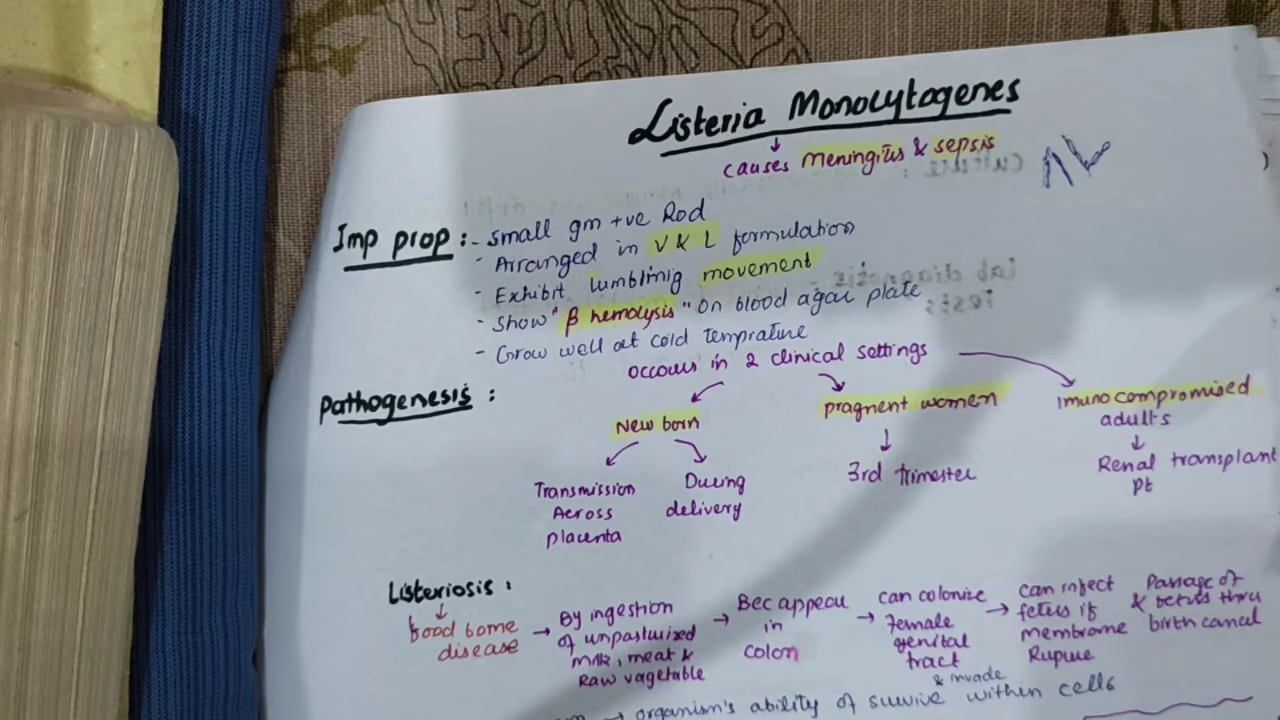 Listeria Monocytogenes
↓
causes meningitis & sepsis
Imp prop :- small gm +ve Rod
- Arranged in V & L formulation
- Exhibit tumblinig movement
- Show "β hemolysis" on blood agar plate
- Grow well at cold temprature
Pathogenesis :
occurs in 2 clinical settings
New born
Transmission
Across
placenta
During
delivery
pragnent women
↓
3rd trimester
Imuno compromised
adults
↓
Renal transplant
pt
Listeriosis :
↓
food borne
disease
→ By ingestion
of unpasturized
milk, meat &
Raw vagetable
→ Bec appear
in
colon
→ can colonize
female
genital
tract
→ can infect
fetus if
membrane
Rupure
& Passage of
fetus thru
birth canal
& invade
→ organism's ability of survive within cells